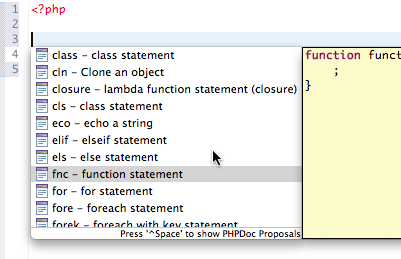 1 <?php
2
3
4
5
class – class statement
cln – Clone an object
closure – lambda function statement (closure)
cls – class statement
eco – echo a string
elif – elseif statement
els – else statement
fnc – function statement
for – for statement
fore – foreach statement
forek – foreach with key statement
Press '^Space' to show PHPDoc Proposals
function funct
;
}